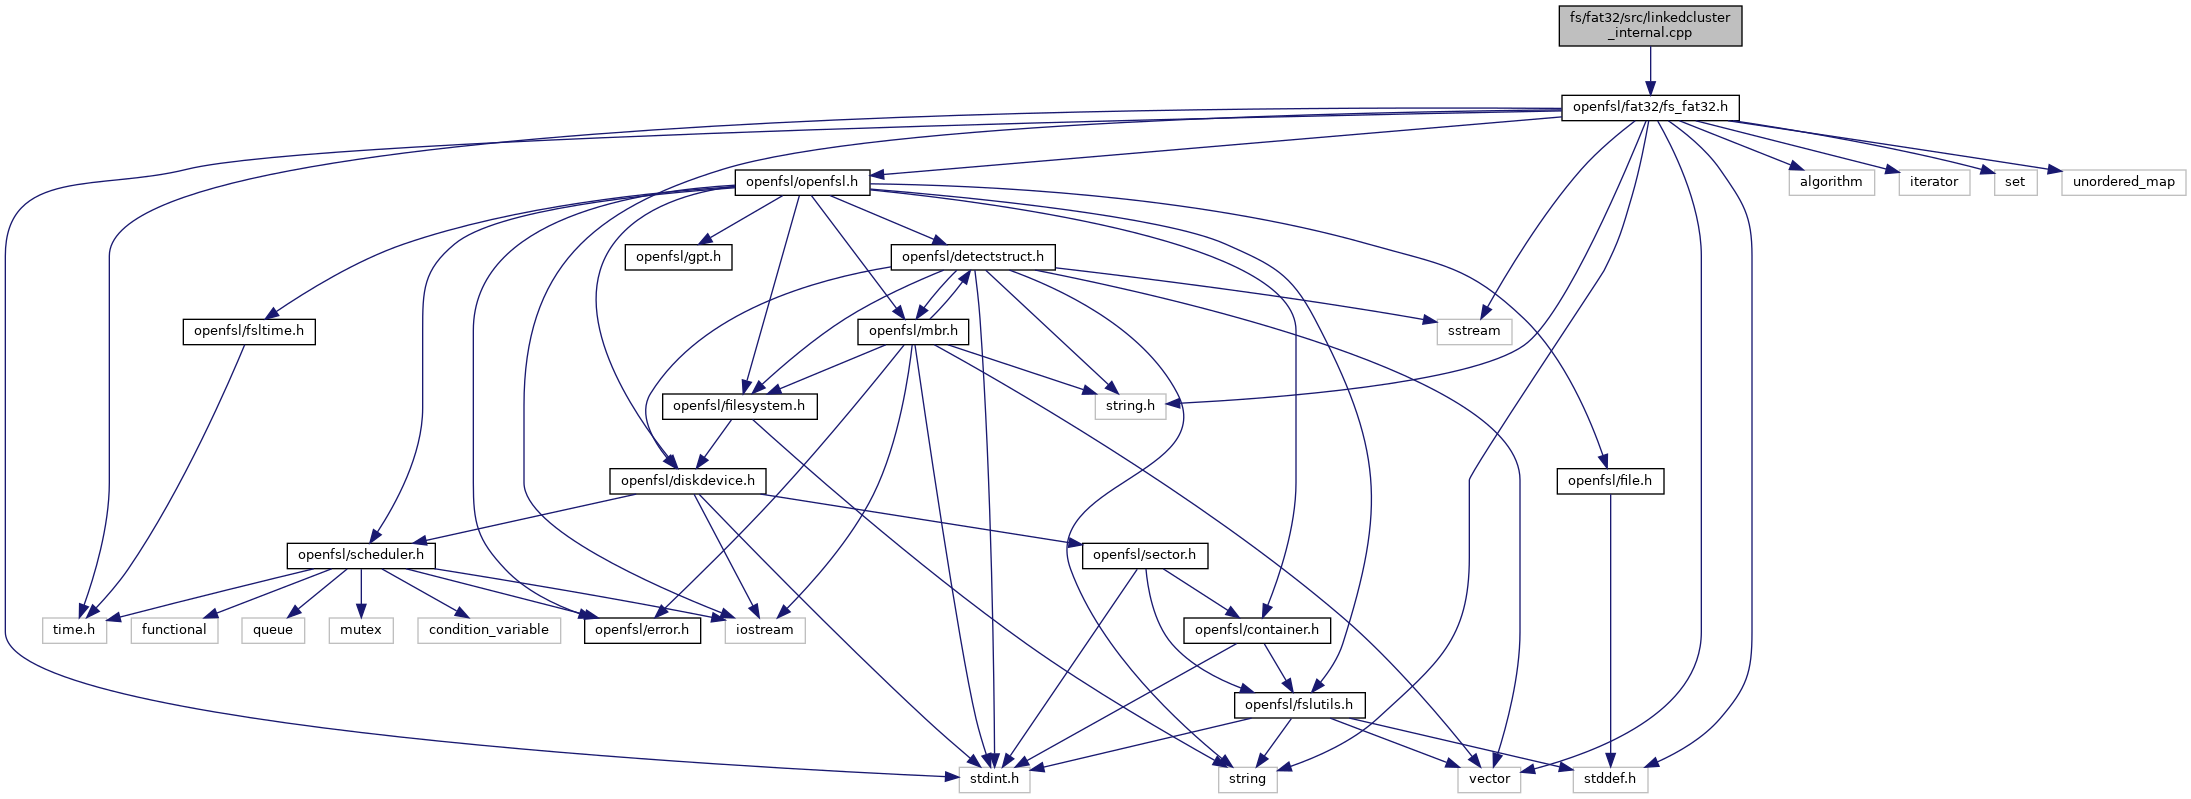 fs/fat32/src/linkedcluster
_internal.cpp
openfsl/fat32/fs_fat32.h
openfsl/openfsl.h
algorithm
iterator
set
unordered_map
openfsl/gpt.h
openfsl/detectstruct.h
openfsl/fsltime.h
openfsl/mbr.h
sstream
openfsl/filesystem.h
string.h
openfsl/diskdevice.h
openfsl/file.h
openfsl/scheduler.h
openfsl/sector.h
time.h
functional
queue
mutex
condition_variable
openfsl/error.h
iostream
openfsl/container.h
openfsl/fslutils.h
stdint.h
string
vector
stddef.h